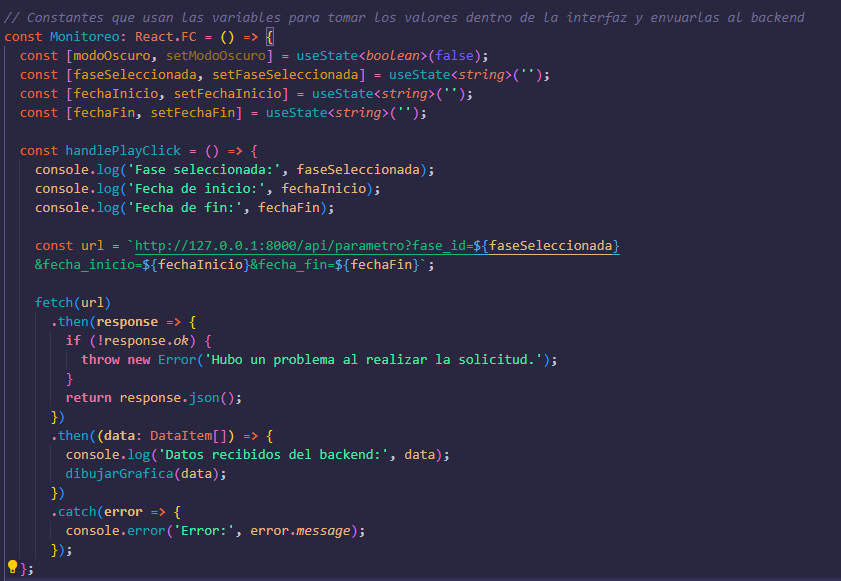 // Constantes que usan las variables para tomar los valores dentro de la interfaz y envuarlas al backend
const Monitoreo: React.FC = () => {
  const [modoOscuro, setModoOscuro] = useState<boolean>(false);
  const [faseSeleccionada, setFaseSeleccionada] = useState<string>('');
  const [fechaInicio, setFechaInicio] = useState<string>('');
  const [fechaFin, setFechaFin] = useState<string>('');

  const handlePlayClick = () => {
    console.log('Fase seleccionada:', faseSeleccionada);
    console.log('Fecha de inicio:', fechaInicio);
    console.log('Fecha de fin:', fechaFin);

    const url = `http://127.0.0.1:8000/api/parametro?fase_id=${faseSeleccionada}
    &fecha_inicio=${fechaInicio}&fecha_fin=${fechaFin}`;

    fetch(url)
      .then(response => {
        if (!response.ok) {
          throw new Error('Hubo un problema al realizar la solicitud.');
        }
        return response.json();
      })
      .then((data: DataItem[]) => {
        console.log('Datos recibidos del backend:', data);
        dibujarGrafica(data);
      })
      .catch(error => {
        console.error('Error:', error.message);
      });
  };